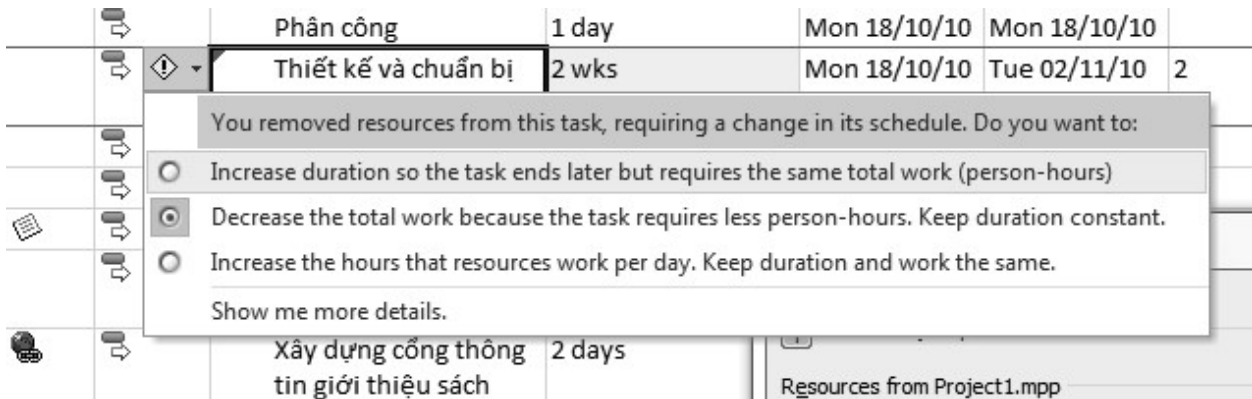 Phân công 1 day Mon 18/10/10 Mon 18/10/10
Thiết kế và chuẩn bị 2 wks Mon 18/10/10 Tue 02/11/10 2
You removed resources from this task, requiring a change in its schedule. Do you want to:
Increase duration so the task ends later but requires the same total work (person-hours)
Decrease the total work because the task requires less person-hours. Keep duration constant.
Increase the hours that resources work per day. Keep duration and work the same.
Show me more details.
Xây dựng cổng thông 2 days
tin giới thiệu sách
Resources from Project1.mpp